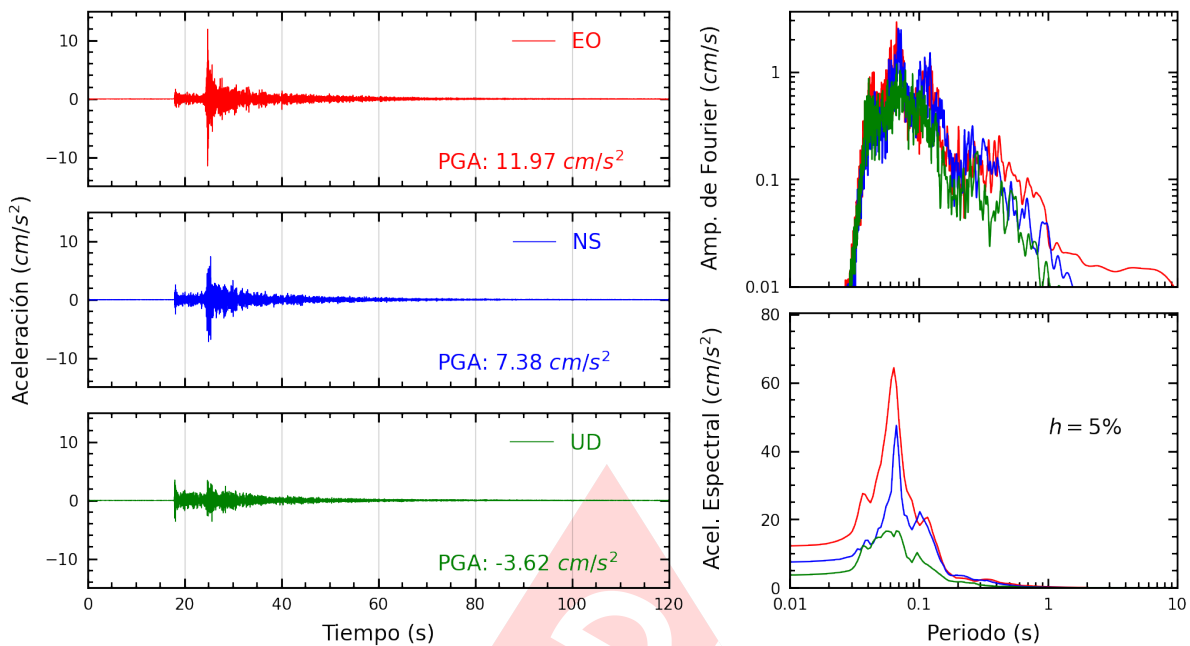 Aceleración (cm/s²)
10
0
−10
EO
PGA: 11.97 cm/s²
10
0
−10
NS
PGA: 7.38 cm/s²
10
0
−10
UD
PGA: -3.62 cm/s²
0 20 40 60 80 100 120
Tiempo (s)
Amp. de Fourier (cm/s)
1
0.1
0.01
Acel. Espectral (cm/s²)
80
60
40
20
0
h = 5%
0.01 0.1 1 10
Periodo (s)